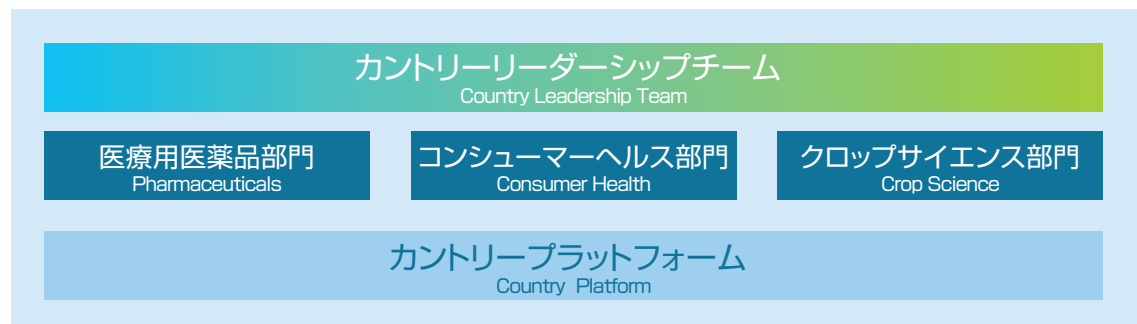 カントリーリーダーシップチーム
Country Leadership Team
医療用医薬品部門
Pharmaceuticals
コンシューマーヘルス部門
Consumer Health
クロップサイエンス部門
Crop Science
カントリープラットフォーム
Country Platform